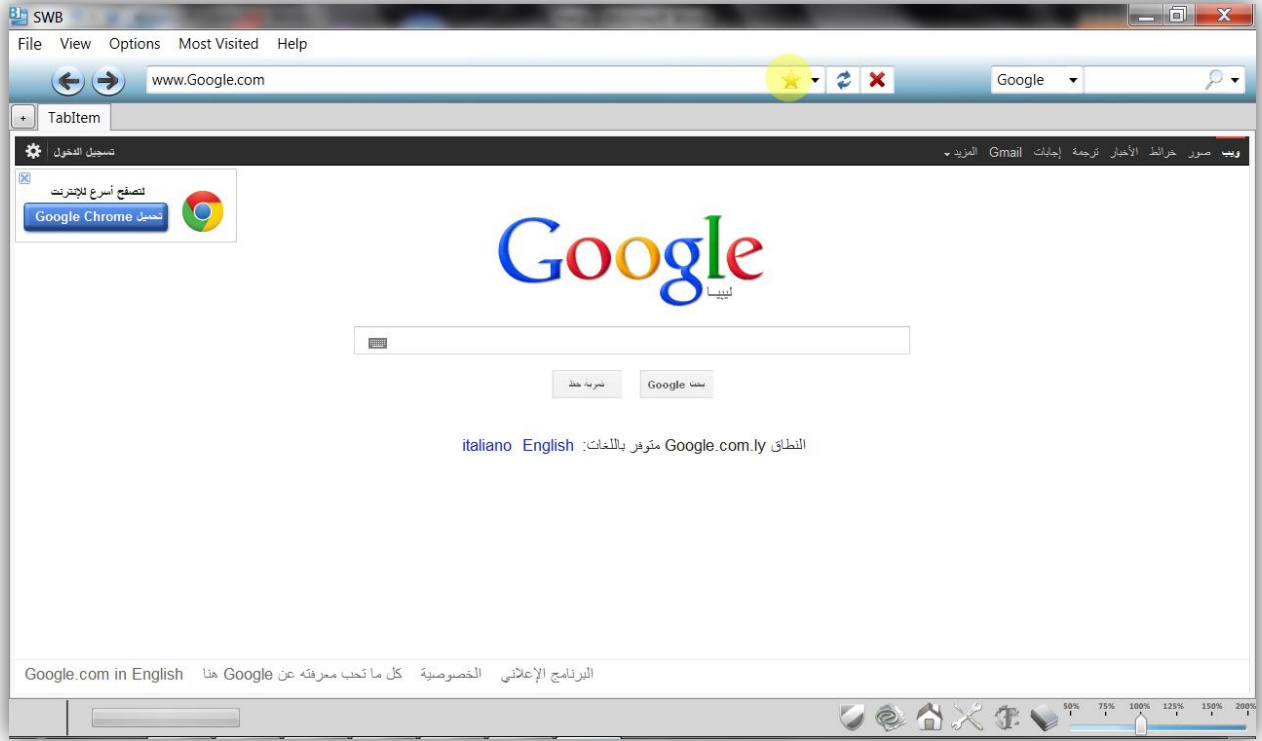 SWB
File View Options Most Visited Help
www.Google.com Google
+ TabItem
ويب صور خرائط الأخبار ترجمة إجابات Gmail المزيد تسجيل الدخول
لتصفح أسرع للإنترنت
تحميل Google Chrome
Google
ليبيا
بحث Google ضربة حظ
النطاق Google.com.ly متوفر باللغات: English italiano
البرنامج الإعلاني الخصوصية كل ما تحب معرفته عن Google هنا Google.com in English
50% 75% 100% 125% 150% 200%